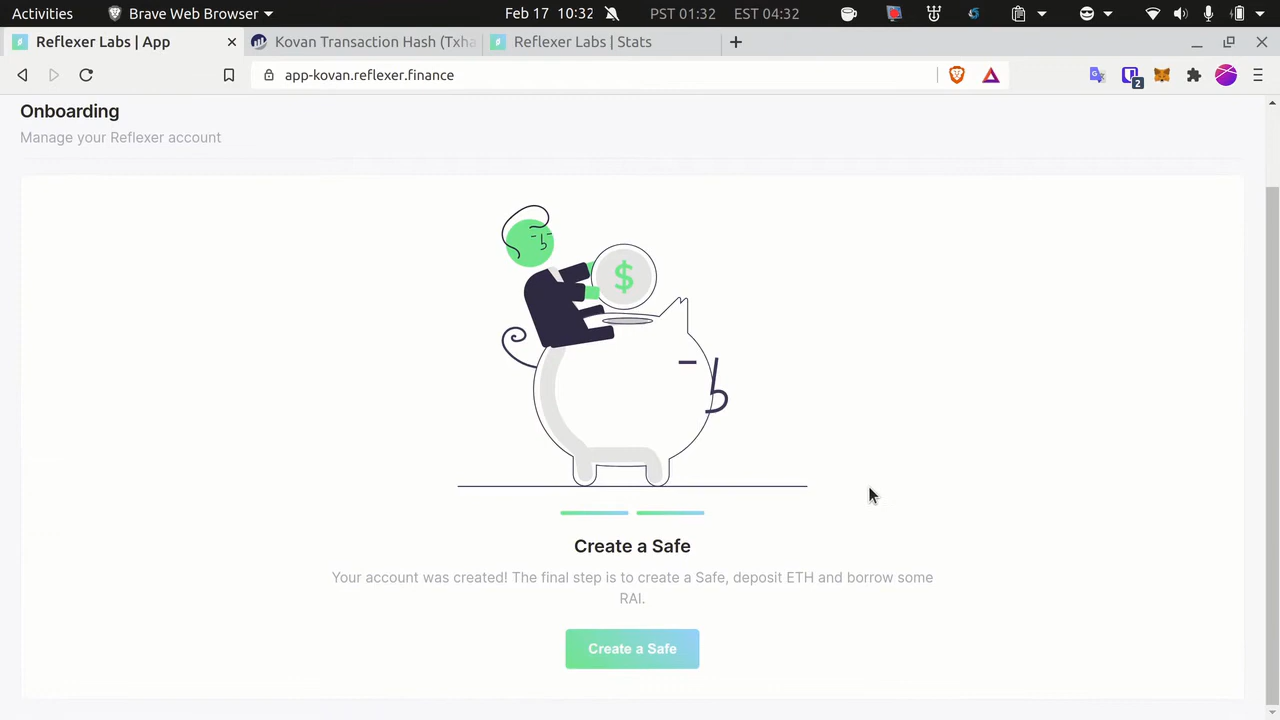 Activities Brave Web Browser Feb 17 10:32 PST 01:32 EST 04:32
Reflexer Labs | App Kovan Transaction Hash (Txha Reflexer Labs | Stats
app-kovan.reflexer.finance
2
Onboarding
Manage your Reflexer account
$
Create a Safe
Your account was created! The final step is to create a Safe, deposit ETH and borrow some
RAI.
Create a Safe